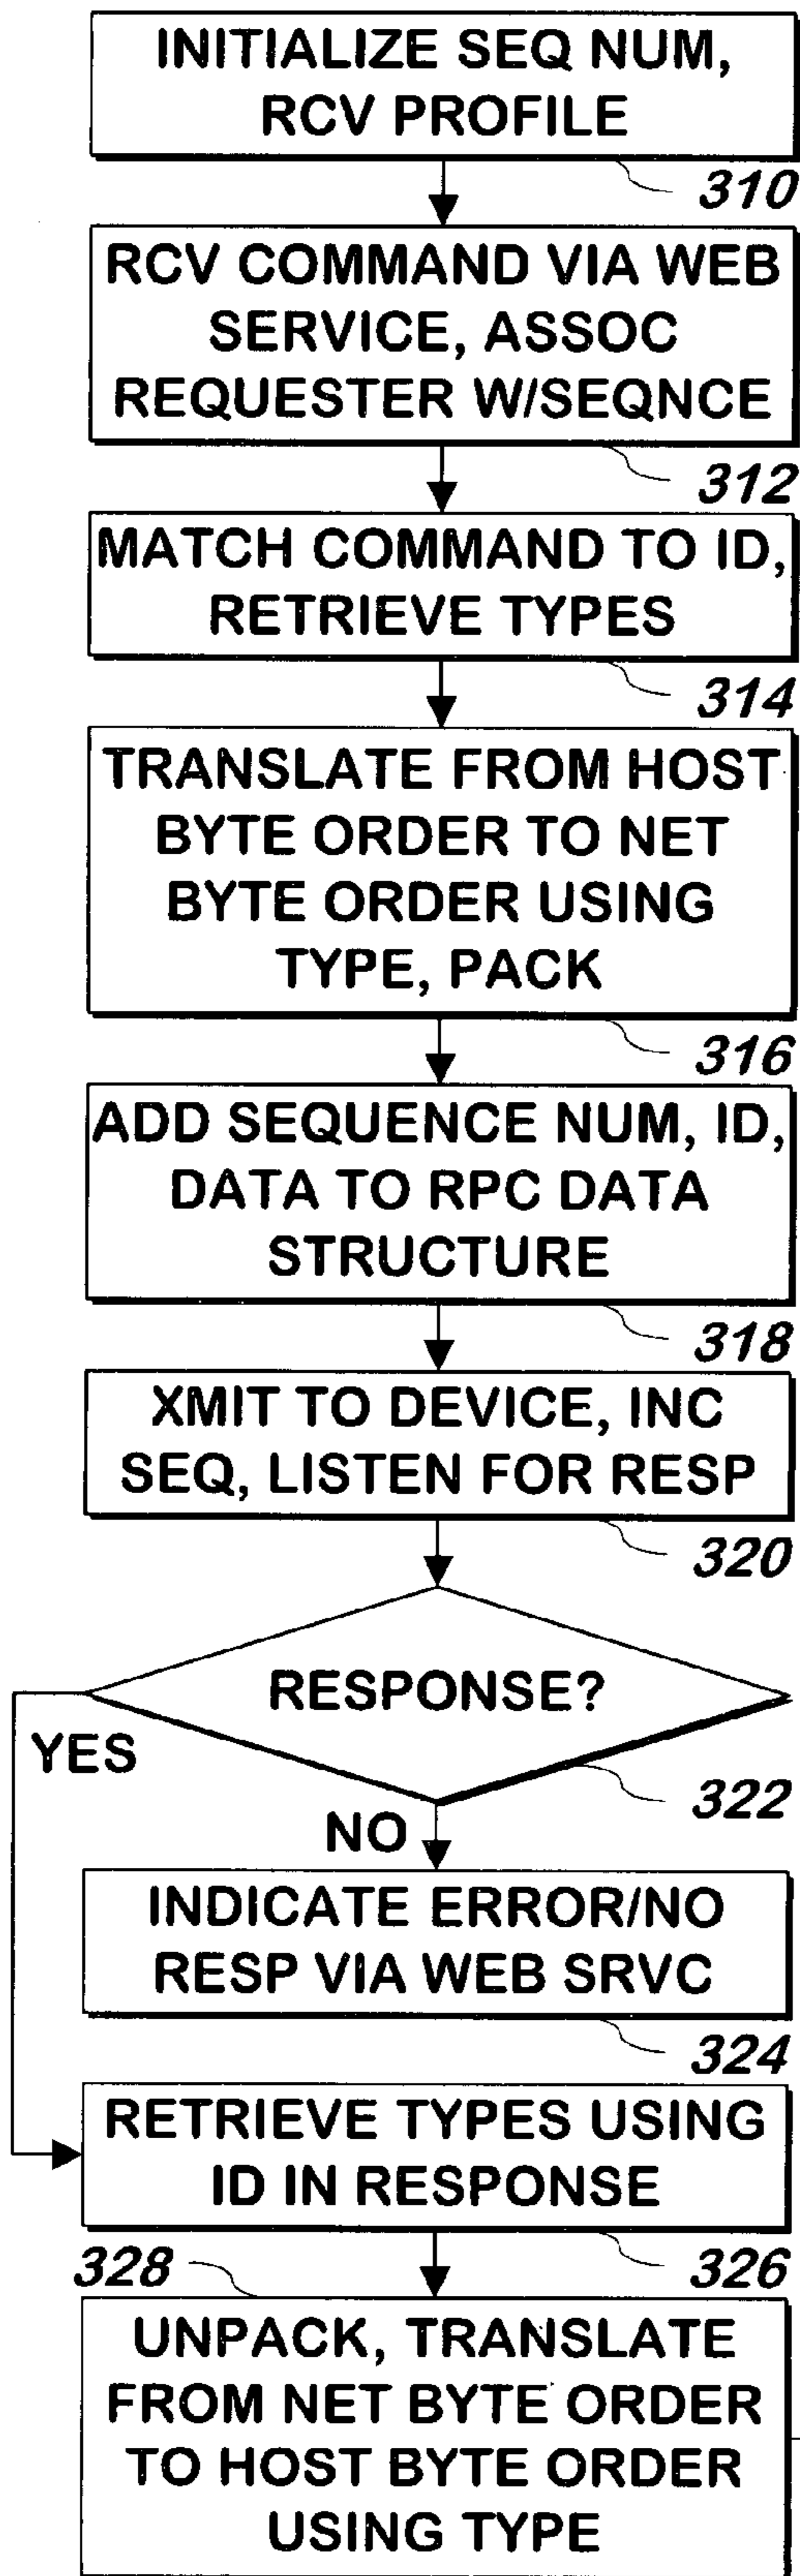 INITIALIZE SEQ NUM,
RCV PROFILE
310
RCV COMMAND VIA WEB
SERVICE, ASSOC
REQUESTER W/SEQNCE
312
MATCH COMMAND TO ID,
RETRIEVE TYPES
314
TRANSLATE FROM HOST
BYTE ORDER TO NET
BYTE ORDER USING
TYPE, PACK
316
ADD SEQUENCE NUM, ID,
DATA TO RPC DATA
STRUCTURE
318
XMIT TO DEVICE, INC
SEQ, LISTEN FOR RESP
320
RESPONSE?
YES
322
NO
INDICATE ERROR/NO
RESP VIA WEB SRVC
324
RETRIEVE TYPES USING
ID IN RESPONSE
326
328
UNPACK, TRANSLATE
FROM NET BYTE ORDER
TO HOST BYTE ORDER
USING TYPE